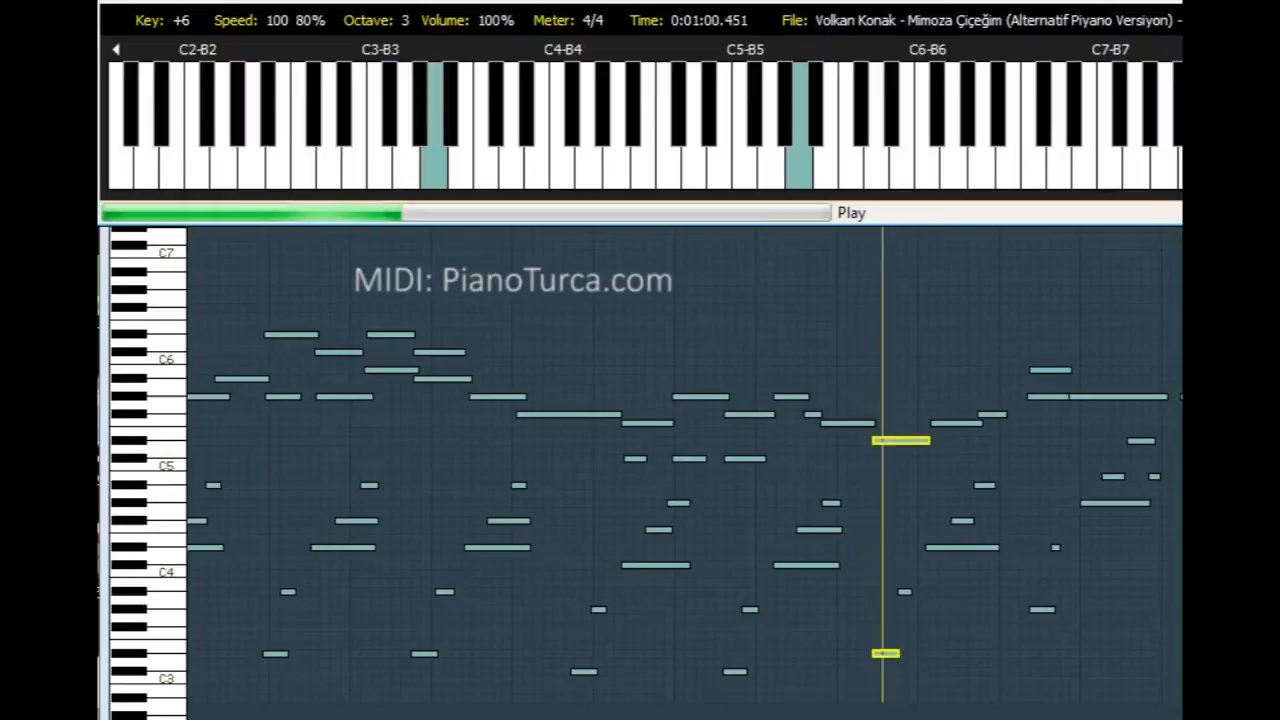 Key: +6 Speed: 100 80% Octave: 3 Volume: 100% Meter: 4/4 Time: 0:01:00.451 File: Volkan Konak - Mimoza Çiçeğim (Alternatif Piyano Versiyon) -
C2-B2 C3-B3 C4-B4 C5-B5 C6-B6 C7-B7
Play
C7
MIDI: PianoTurca.com
C6
C5
C4
C3